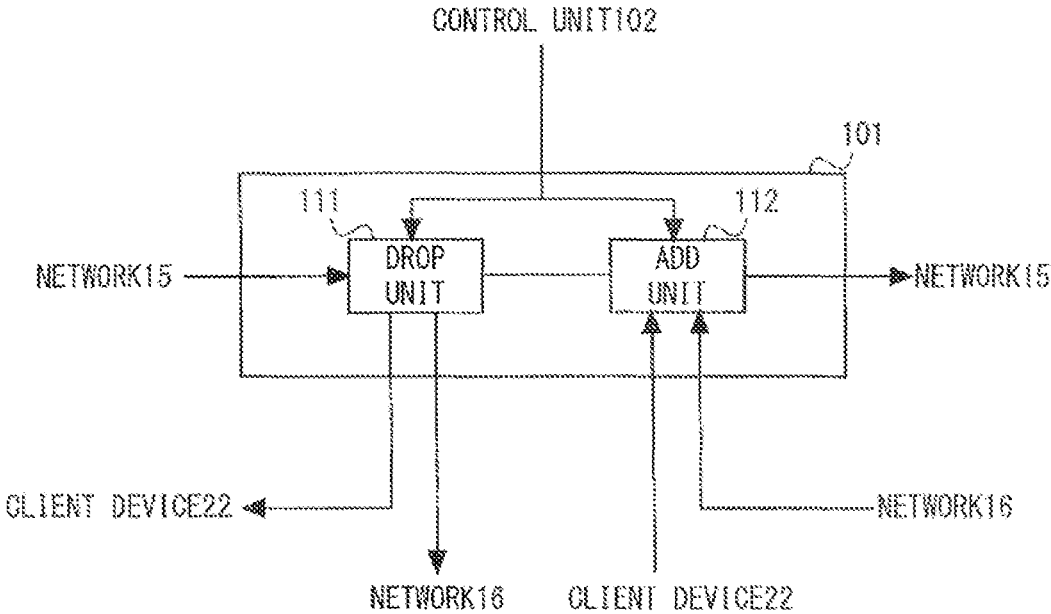 CONTROL UNIT102
101
111
112
DROP
UNIT
ADD
UNIT
NETWORK15
NETWORK15
CLIENT DEVICE22
NETWORK16
NETWORK16
CLIENT DEVICE22